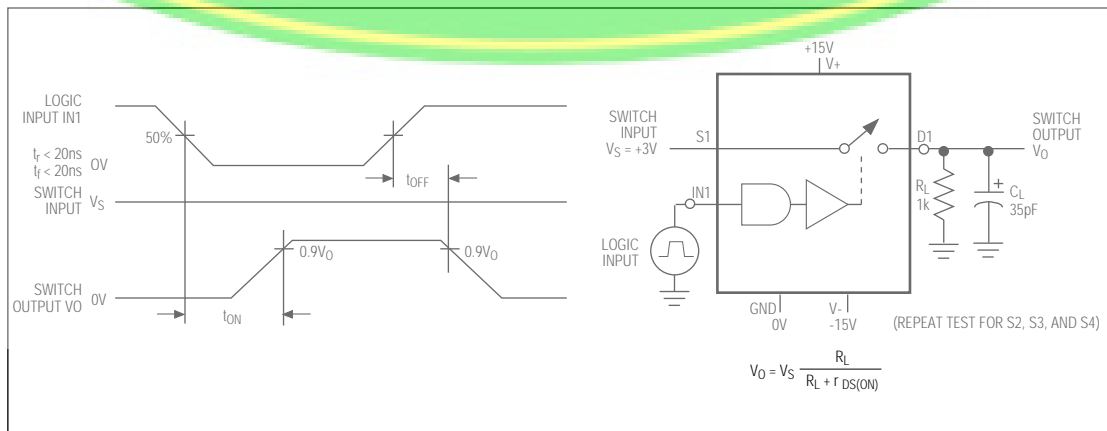 LOGIC
INPUT IN1
50%
tr < 20ns
tf < 20ns
0V
tOFF
SWITCH
INPUT
VS
0.9VO
0.9VO
SWITCH
OUTPUT VO
0V
tON
+15V
V+
SWITCH
INPUT
VS = +3V
S1
D1
SWITCH
OUTPUT
VO
IN1
LOGIC
INPUT
RL
1k
+
CL
35pF
GND
0V
V-
-15V
(REPEAT TEST FOR S2, S3, AND S4)
VO = VS RL
RL + r DS(ON)